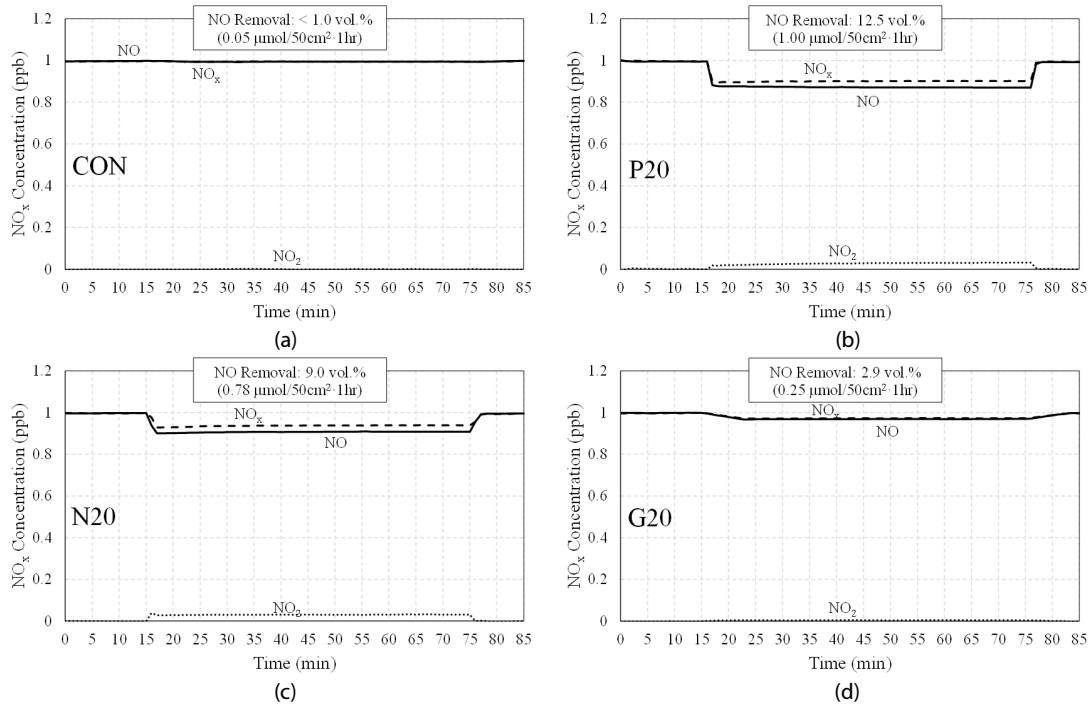 NO Removal: < 1.0 vol.%
(0.05 μmol/50cm²·1hr)
NOₓ Concentration (ppb)
1.2
1
0.8
0.6
0.4
0.2
0
NO
NOₓ
CON
NO₂
0 5 10 15 20 25 30 35 40 45 50 55 60 65 70 75 80 85
Time (min)
(a)
NO Removal: 12.5 vol.%
(1.00 μmol/50cm²·1hr)
NOₓ Concentration (ppb)
1.2
1
0.8
0.6
0.4
0.2
0
NOₓ
NO
P20
NO₂
0 5 10 15 20 25 30 35 40 45 50 55 60 65 70 75 80 85
Time (min)
(b)
NO Removal: 9.0 vol.%
(0.78 μmol/50cm²·1hr)
NOₓ Concentration (ppb)
1.2
1
0.8
0.6
0.4
0.2
0
NOₓ
NO
N20
NO₂
0 5 10 15 20 25 30 35 40 45 50 55 60 65 70 75 80 85
Time (min)
(c)
NO Removal: 2.9 vol.%
(0.25 μmol/50cm²·1hr)
NOₓ Concentration (ppb)
1.2
1
0.8
0.6
0.4
0.2
0
NOₓ
NO
G20
NO₂
0 5 10 15 20 25 30 35 40 45 50 55 60 65 70 75 80 85
Time (min)
(d)